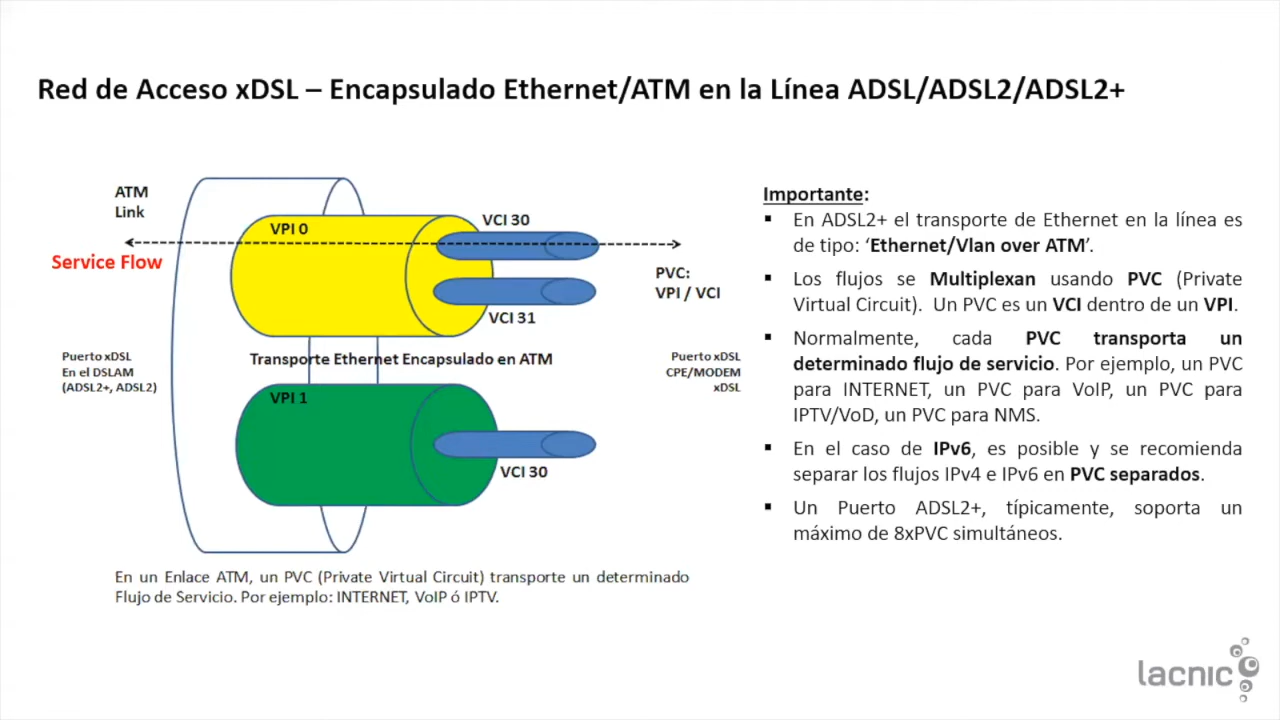 Red de Acceso xDSL – Encapsulado Ethernet/ATM en la Línea ADSL/ADSL2/ADSL2+
ATM
Link
Service Flow
VPI 0
VCI 30
PVC:
VPI / VCI
VCI 31
Puerto xDSL
En el DSLAM
(ADSL2+, ADSL2)
Transporte Ethernet Encapsulado en ATM
Puerto xDSL
CPE/MODEM
xDSL
VPI 1
VCI 30
En un Enlace ATM, un PVC (Private Virtual Circuit) transporte un determinado
Flujo de Servicio. Por ejemplo: INTERNET, VoIP ó IPTV.
Importante:
▪ En ADSL2+ el transporte de Ethernet en la línea es
de tipo: ‘Ethernet/Vlan over ATM’.
▪ Los flujos se Multiplexan usando PVC (Private
Virtual Circuit). Un PVC es un VCI dentro de un VPI.
▪ Normalmente, cada PVC transporta un
determinado flujo de servicio. Por ejemplo, un PVC
para INTERNET, un PVC para VoIP, un PVC para
IPTV/VoD, un PVC para NMS.
▪ En el caso de IPv6, es posible y se recomienda
separar los flujos IPv4 e IPv6 en PVC separados.
▪ Un Puerto ADSL2+, típicamente, soporta un
máximo de 8xPVC simultáneos.
lacnic